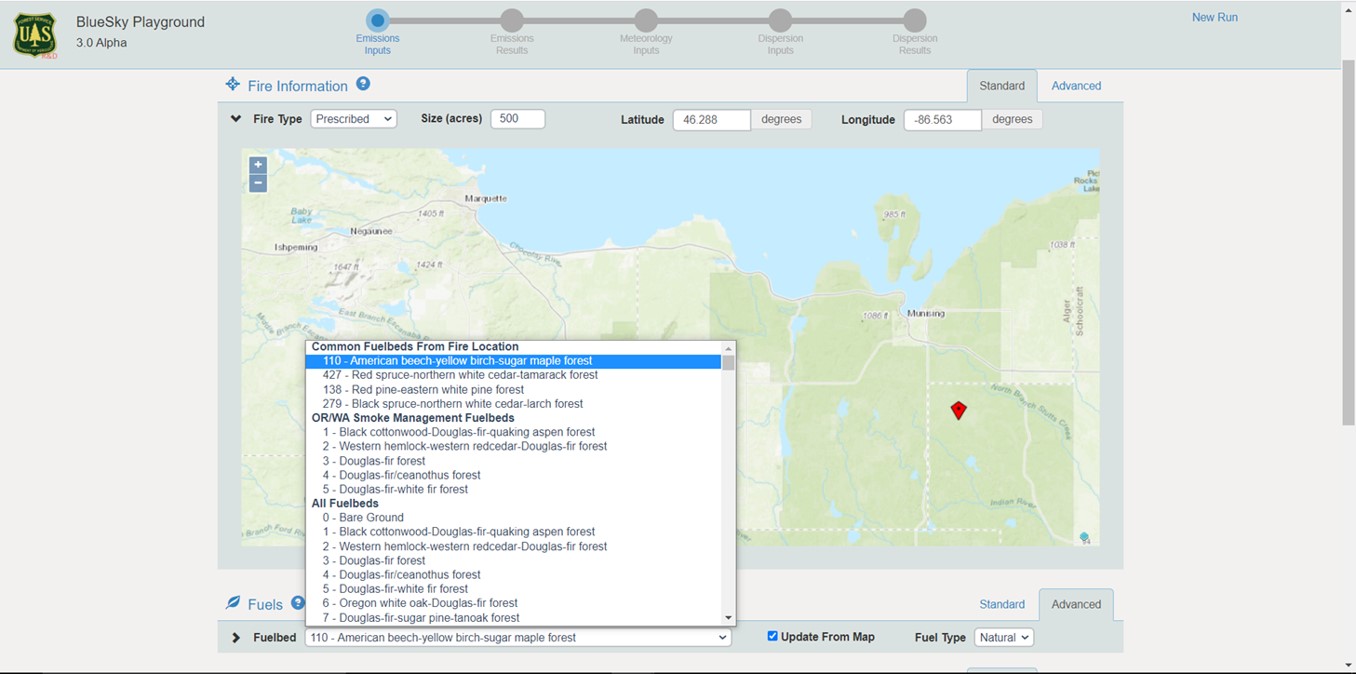 FOREST SERVICE
UAS
R&D
BlueSky Playground
3.0 Alpha
Emissions
Inputs
Emissions
Results
Meteorology
Inputs
Dispersion
Inputs
Dispersion
Results
New Run
Fire Information ?
Standard
Advanced
Fire Type Prescribed Size (acres) 500 Latitude 46.288 degrees Longitude -86.563 degrees
+
−
Marquette
Baby
Lake
1405 ft
Negaunee
Ishpeming
1647 ft
1424 ft
Chocolay River
985 ft
1038 ft
1086 ft
Munising
Alger
Schoolcraft
East Branch Escanaba
Middle Branch Escanaba
North Branch Stutts Creek
Indian River
Branch Ford River
Common Fuelbeds From Fire Location
110 - American beech-yellow birch-sugar maple forest
427 - Red spruce-northern white cedar-tamarack forest
138 - Red pine-eastern white pine forest
279 - Black spruce-northern white cedar-larch forest
OR/WA Smoke Management Fuelbeds
1 - Black cottonwood-Douglas-fir-quaking aspen forest
2 - Western hemlock-western redcedar-Douglas-fir forest
3 - Douglas-fir forest
4 - Douglas-fir/ceanothus forest
5 - Douglas-fir-white fir forest
All Fuelbeds
0 - Bare Ground
1 - Black cottonwood-Douglas-fir-quaking aspen forest
2 - Western hemlock-western redcedar-Douglas-fir forest
3 - Douglas-fir forest
4 - Douglas-fir/ceanothus forest
5 - Douglas-fir-white fir forest
6 - Oregon white oak-Douglas-fir forest
7 - Douglas-fir-sugar pine-tanoak forest
Fuels ?
Standard
Advanced
Fuelbed 110 - American beech-yellow birch-sugar maple forest Update From Map Fuel Type Natural